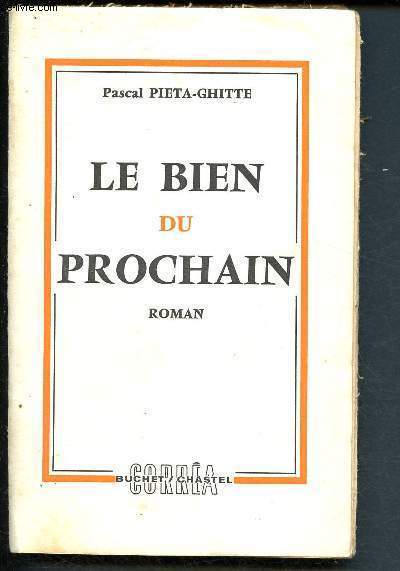 Pascal PIETA-GHITTE
LE BIEN
DU
PROCHAIN
ROMAN
CORRÊA
BUCHET/CHASTEL